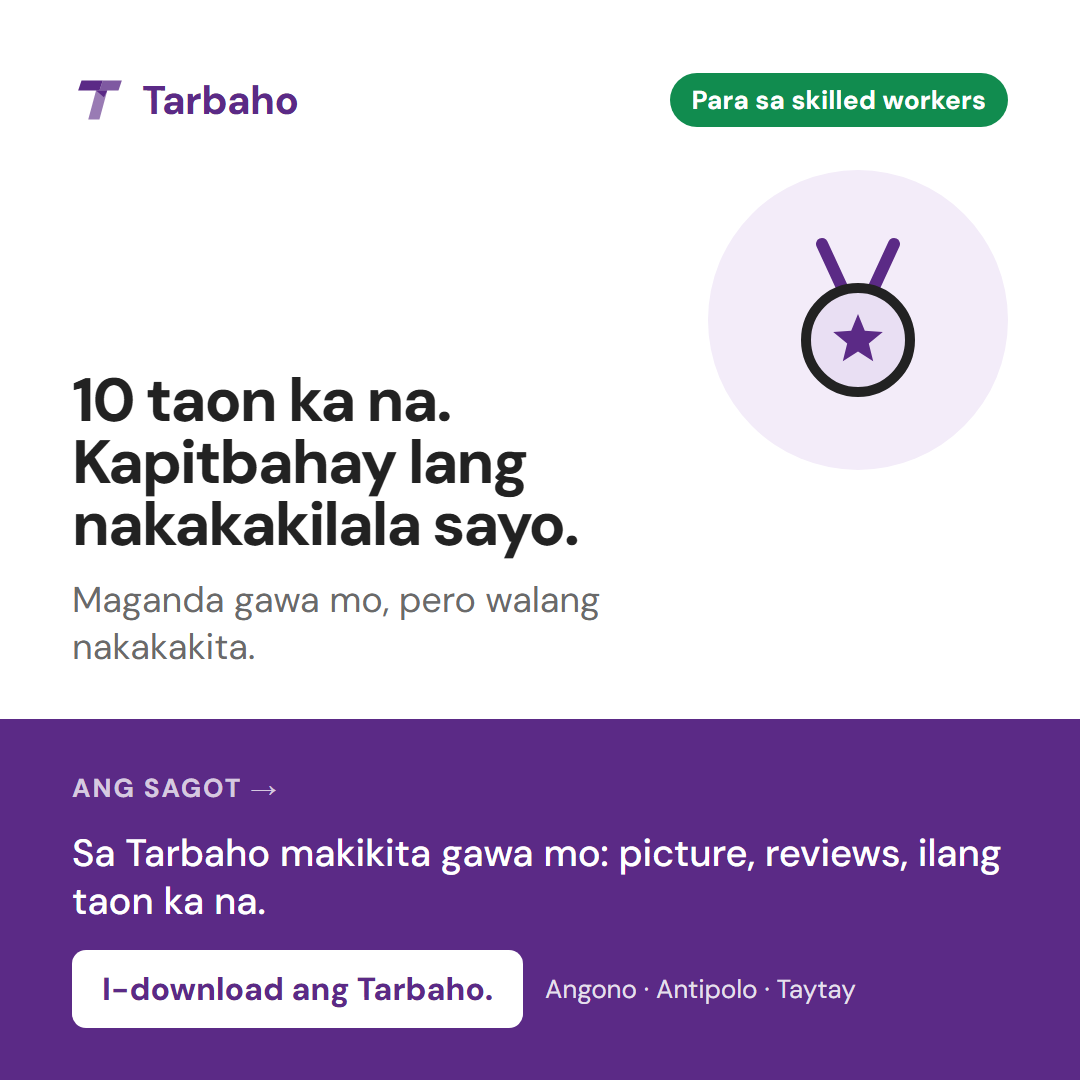 Tarbaho
Para sa skilled workers
10 taon ka na.
Kapitbahay lang
nakakakilala sayo.
Maganda gawa mo, pero walang
nakakakita.
ANG SAGOT →
Sa Tarbaho makikita gawa mo: picture, reviews, ilang
taon ka na.
I-download ang Tarbaho.
Angono · Antipolo · Taytay